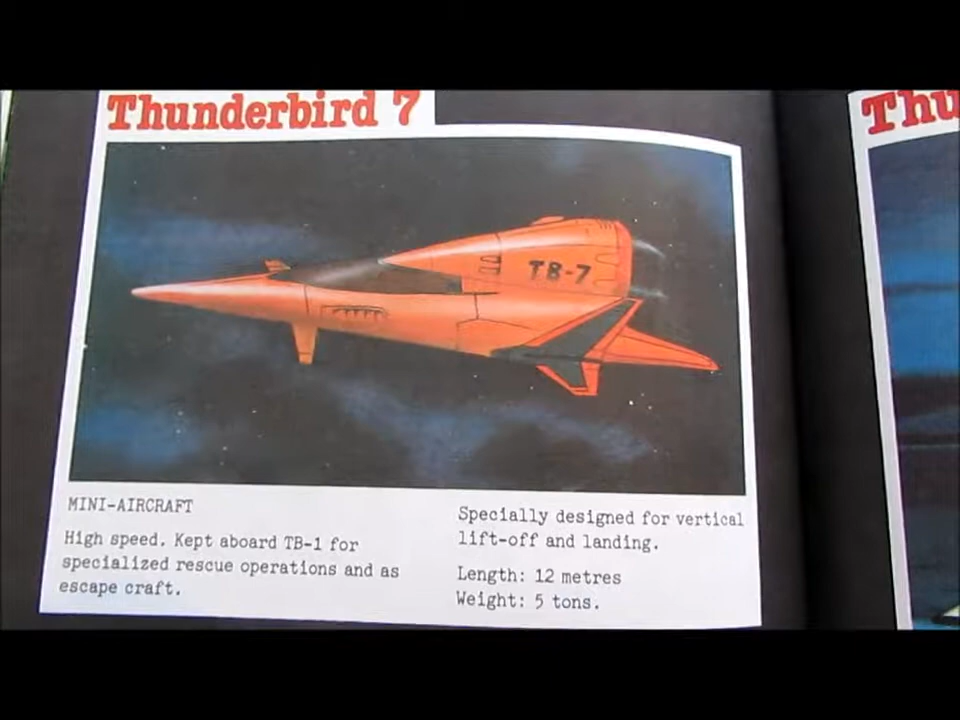 Thunderbird 7
Thu
TB-7
MINI-AIRCRAFT
High speed. Kept aboard TB-1 for
specialized rescue operations and as
escape craft.
Specially designed for vertical
lift-off and landing.
Length: 12 metres
Weight: 5 tons.